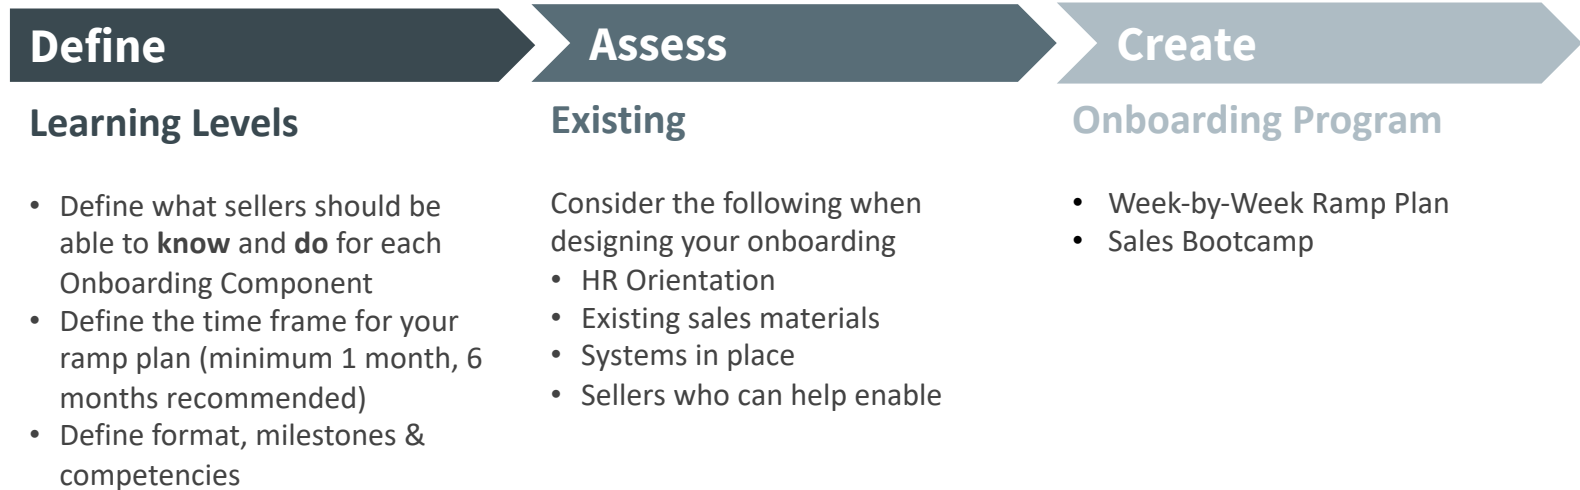 Define
Learning Levels
• Define what sellers should be
able to know and do for each
Onboarding Component
• Define the time frame for your
ramp plan (minimum 1 month, 6
months recommended)
• Define format, milestones &
competencies
Assess
Existing
Consider the following when
designing your onboarding
• HR Orientation
• Existing sales materials
• Systems in place
• Sellers who can help enable
Create
Onboarding Program
• Week-by-Week Ramp Plan
• Sales Bootcamp